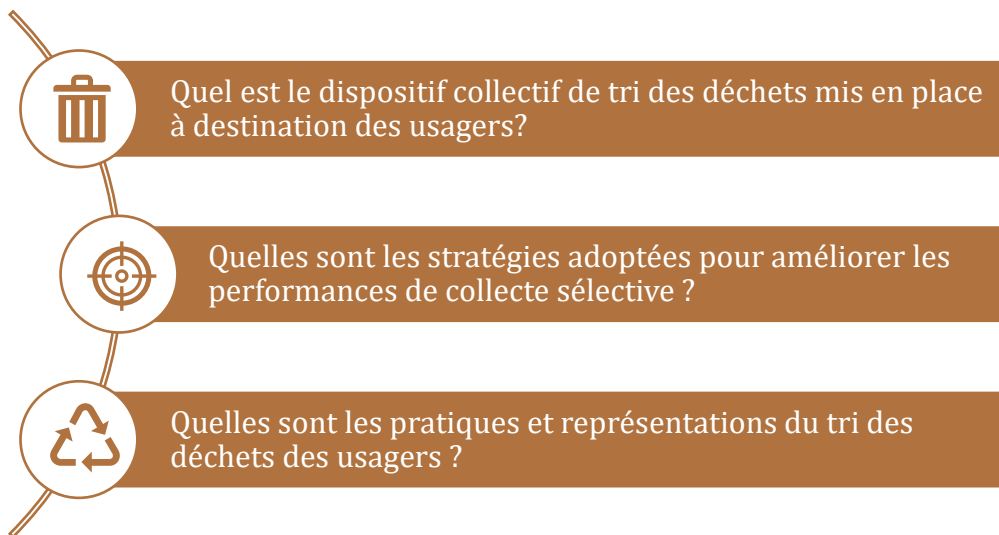 Quel est le dispositif collectif de tri des déchets mis en place
à destination des usagers?
Quelles sont les stratégies adoptées pour améliorer les
performances de collecte sélective ?
Quelles sont les pratiques et représentations du tri des
déchets des usagers ?